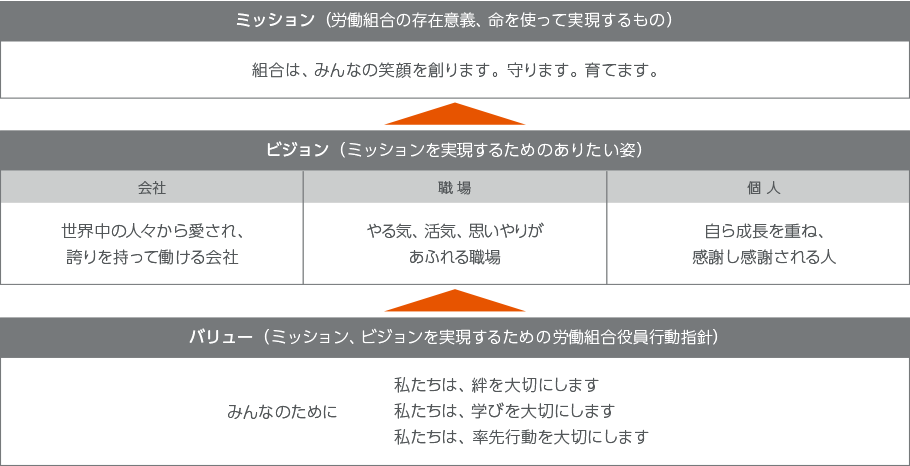 ミッション（労働組合の存在意義、命を使って実現するもの）
組合は、みんなの笑顔を創ります。守ります。育てます。
ビジョン（ミッションを実現するためのありたい姿）
会社
職 場
個 人
世界中の人々から愛され、
誇りを持って働ける会社
やる気、活気、思いやりが
あふれる職場
自ら成長を重ね、
感謝し感謝される人
バリュー（ミッション、ビジョンを実現するための労働組合役員行動指針）
みんなのために
私たちは、絆を大切にします
私たちは、学びを大切にします
私たちは、率先行動を大切にします